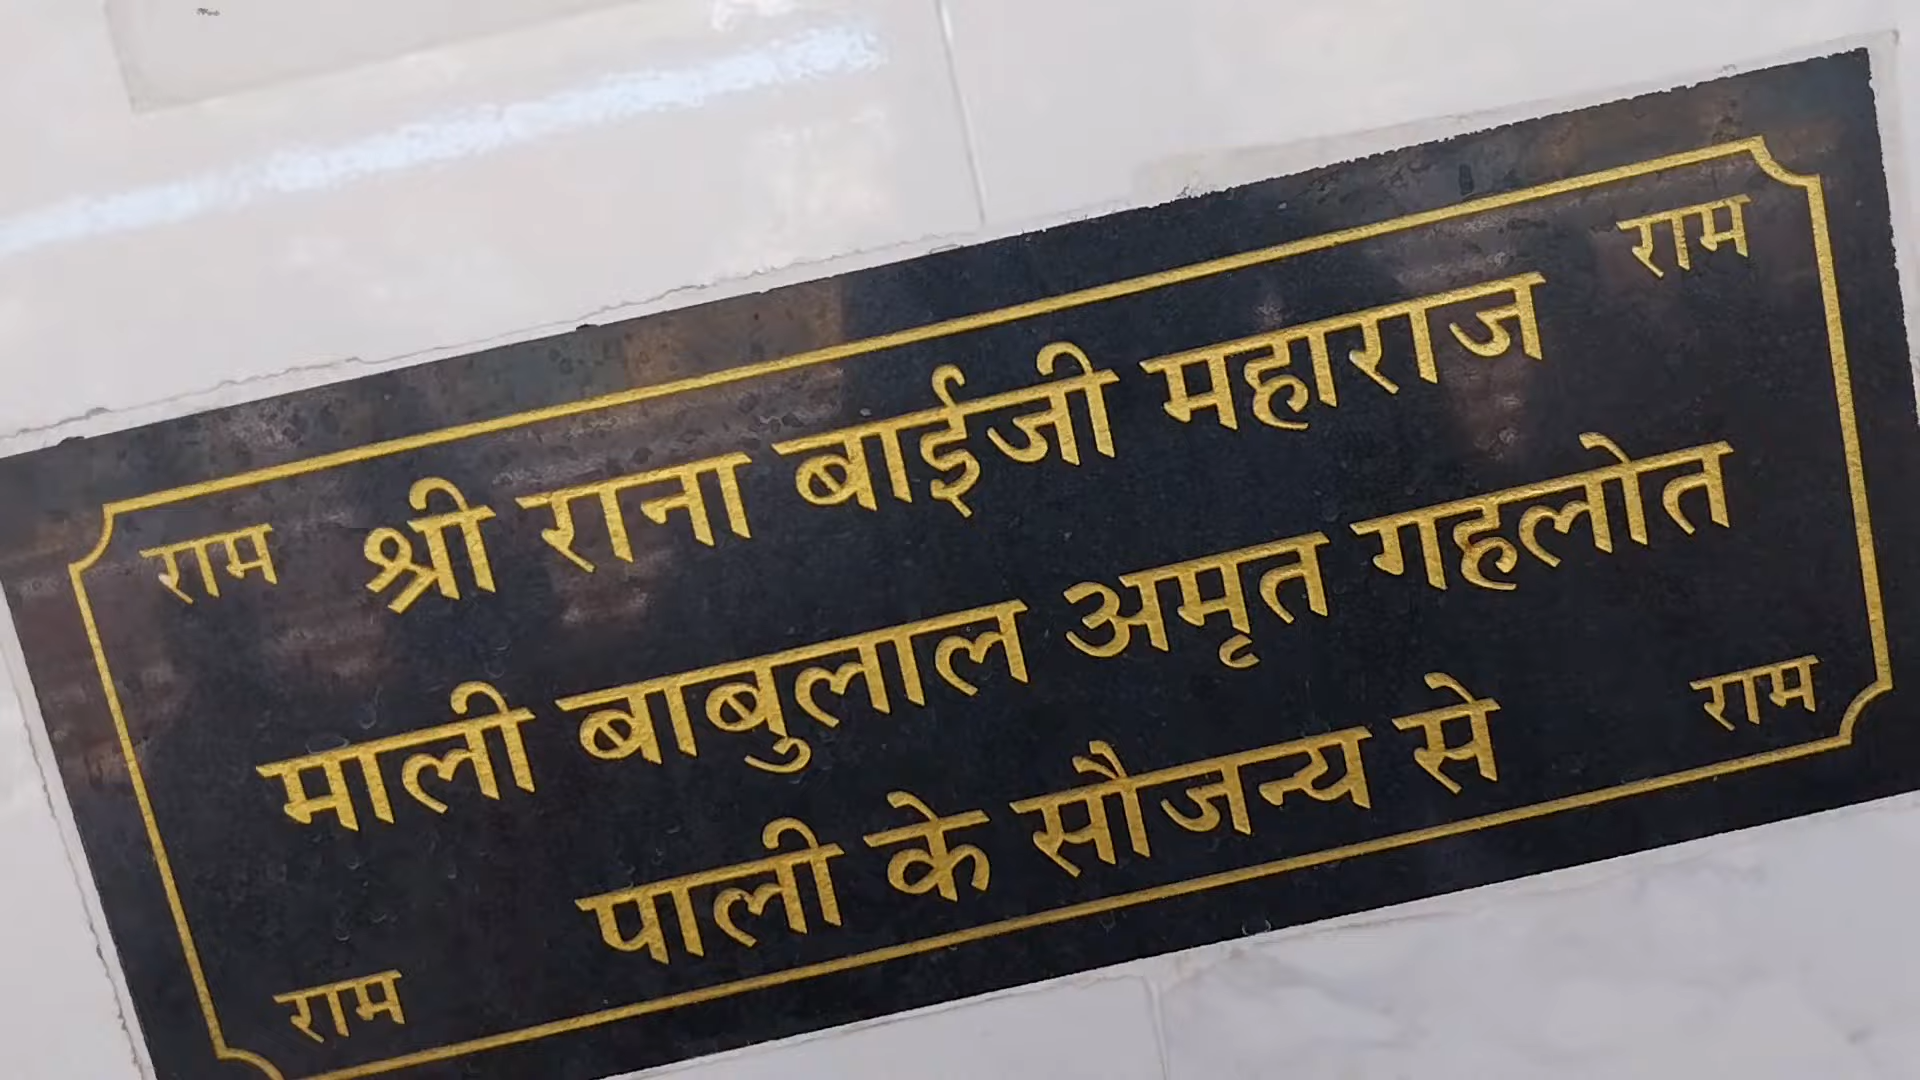 राम श्री राना बाईजी महाराज राम
माली बाबुलाल अमृत गहलोत
पाली के सौजन्य से
राम राम